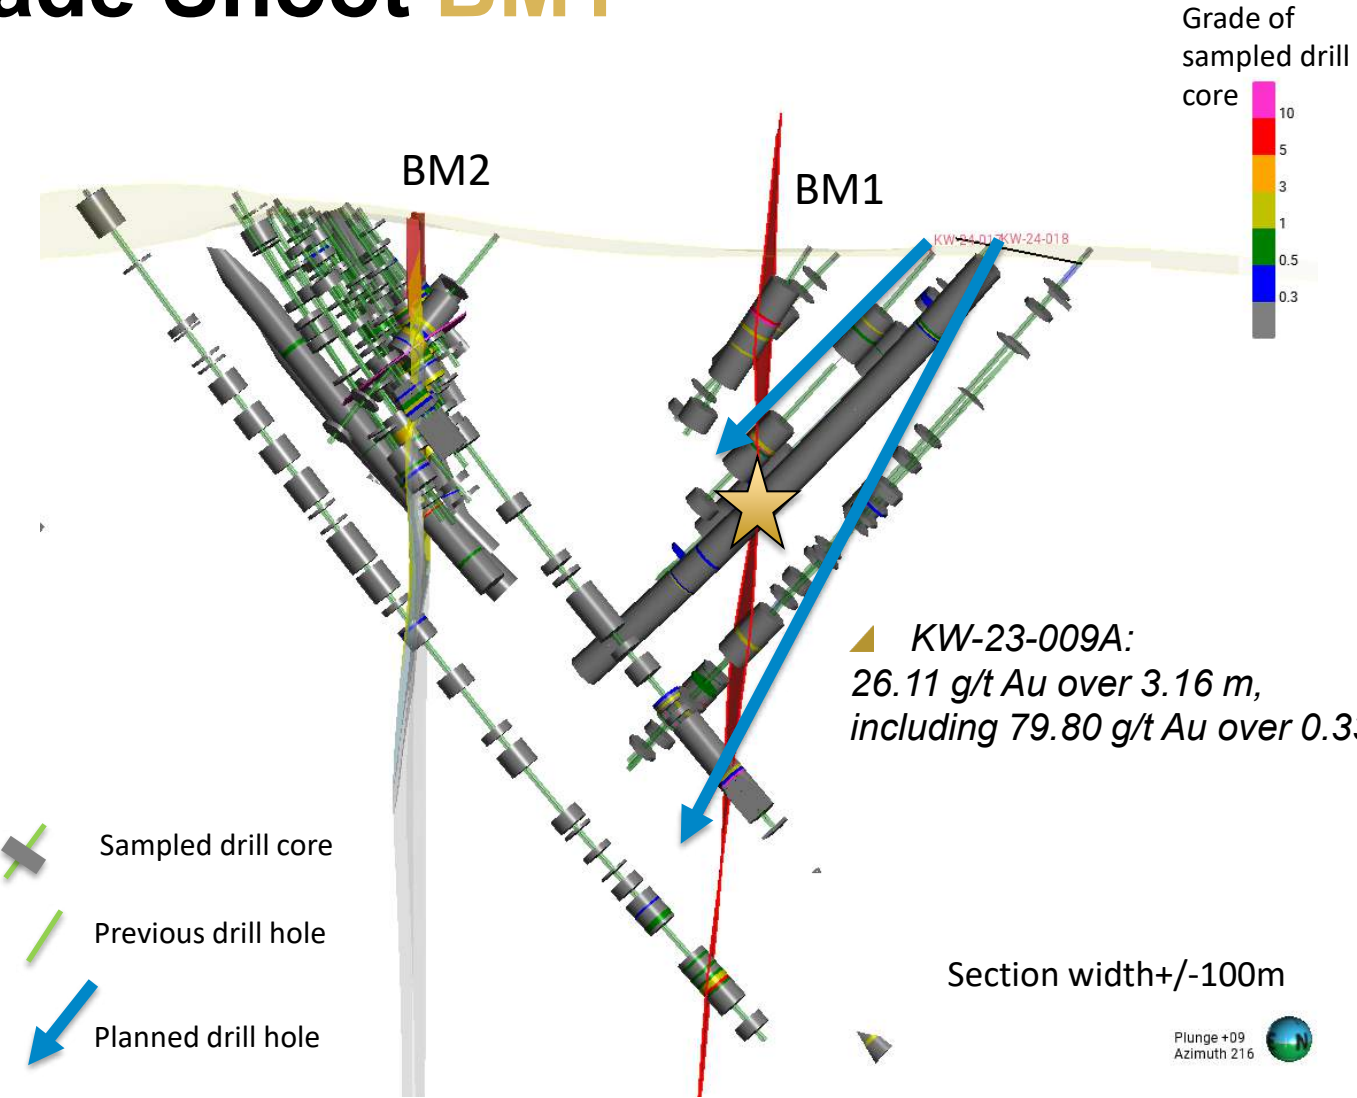 Grade of
sampled drill
core
10
5
3
1
0.5
0.3
BM1
BM2
BM1
KW-24-018
KW-23-009A:
26.11 g/t Au over 3.16 m,
including 79.80 g/t Au over
Sampled drill core
Previous drill hole
Planned drill hole
Section width+/-100m
Plunge +09
Azimuth 216
N